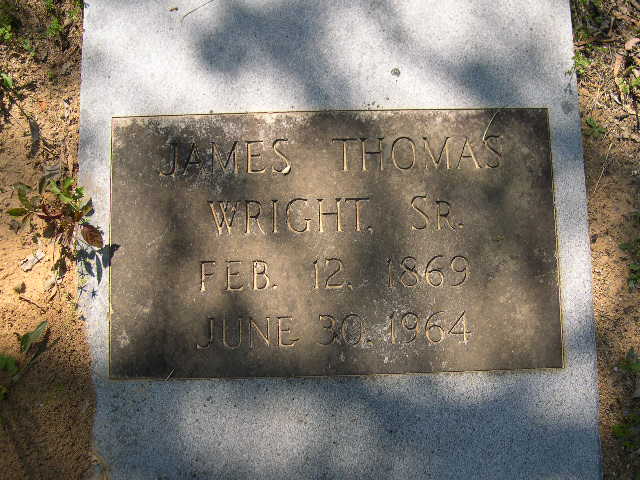 JAMES THOMAS
WRIGHT, SR.
FEB. 12, 1869
JUNE 30, 1964